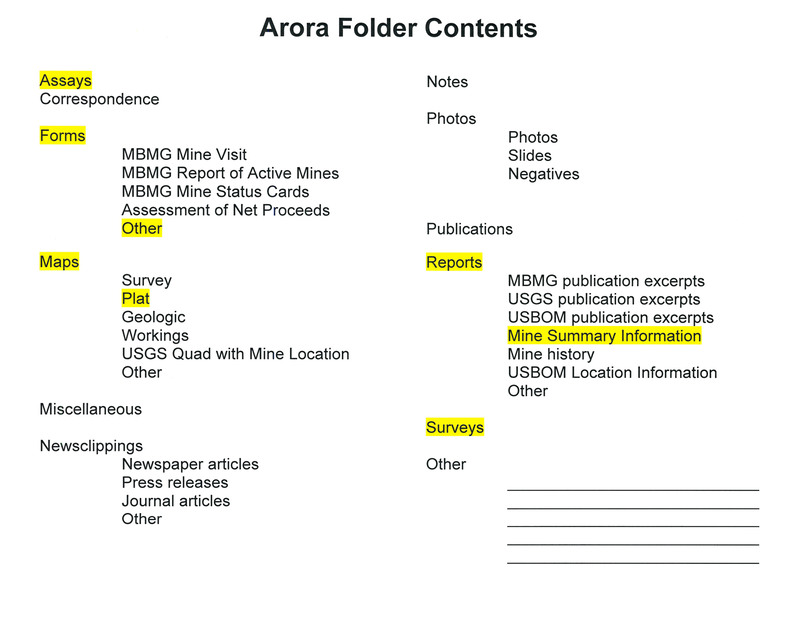 Arora Folder Contents
Assays
Correspondence
Forms
MBMG Mine Visit
MBMG Report of Active Mines
MBMG Mine Status Cards
Assessment of Net Proceeds
Other
Maps
Survey
Plat
Geologic
Workings
USGS Quad with Mine Location
Other
Miscellaneous
Newsclippings
Newspaper articles
Press releases
Journal articles
Other
Notes
Photos
Photos
Slides
Negatives
Publications
Reports
MBMG publication excerpts
USGS publication excerpts
USBOM publication excerpts
Mine Summary Information
Mine history
USBOM Location Information
Other
Surveys
Other